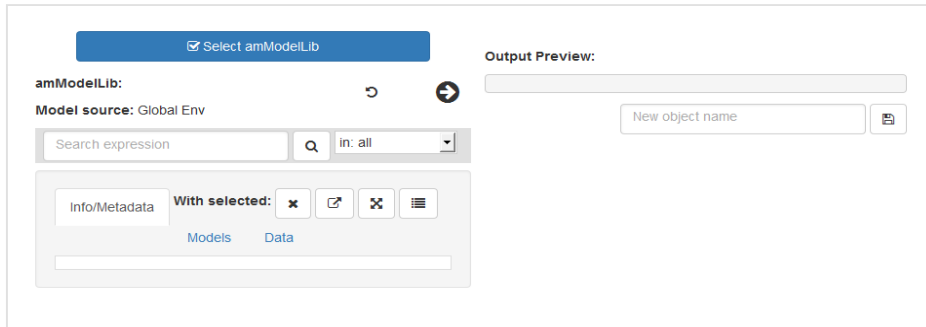 Select amModelLib
amModelLib:
Model source: Global Env
Search expression
in: all
Info/Metadata
With selected:
Models
Data
Output Preview:
New object name